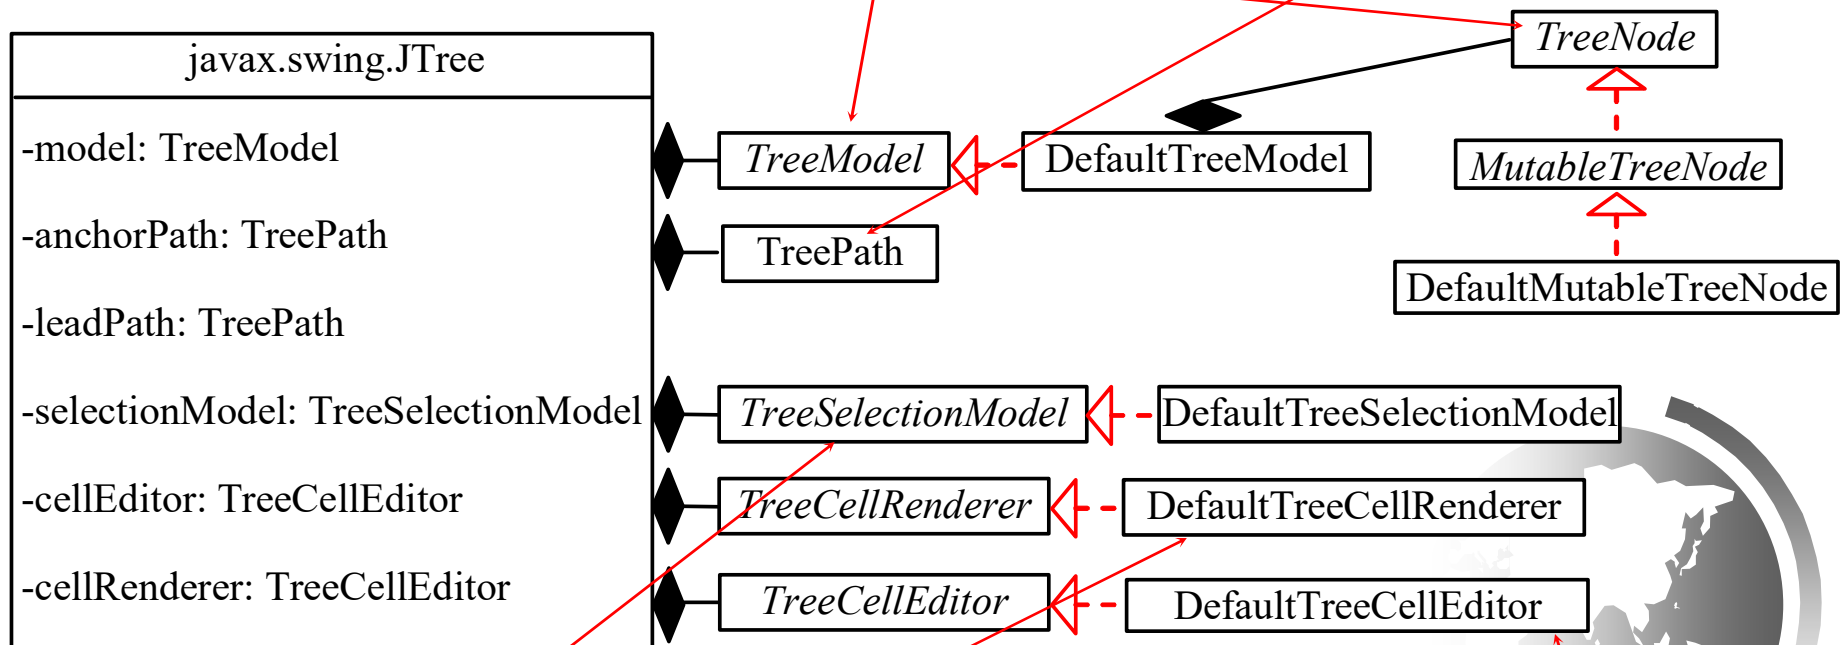 TreeNode
javax.swing.JTree
-model: TreeModel
TreeModel
DefaultTreeModel
MutableTreeNode
-anchorPath: TreePath
TreePath
DefaultMutableTreeNode
-leadPath: TreePath
-selectionModel: TreeSelectionModel
TreeSelectionModel
DefaultTreeSelectionModel
-cellEditor: TreeCellEditor
TreeCellRenderer
DefaultTreeCellRenderer
-cellRenderer: TreeCellEditor
TreeCellEditor
DefaultTreeCellEditor